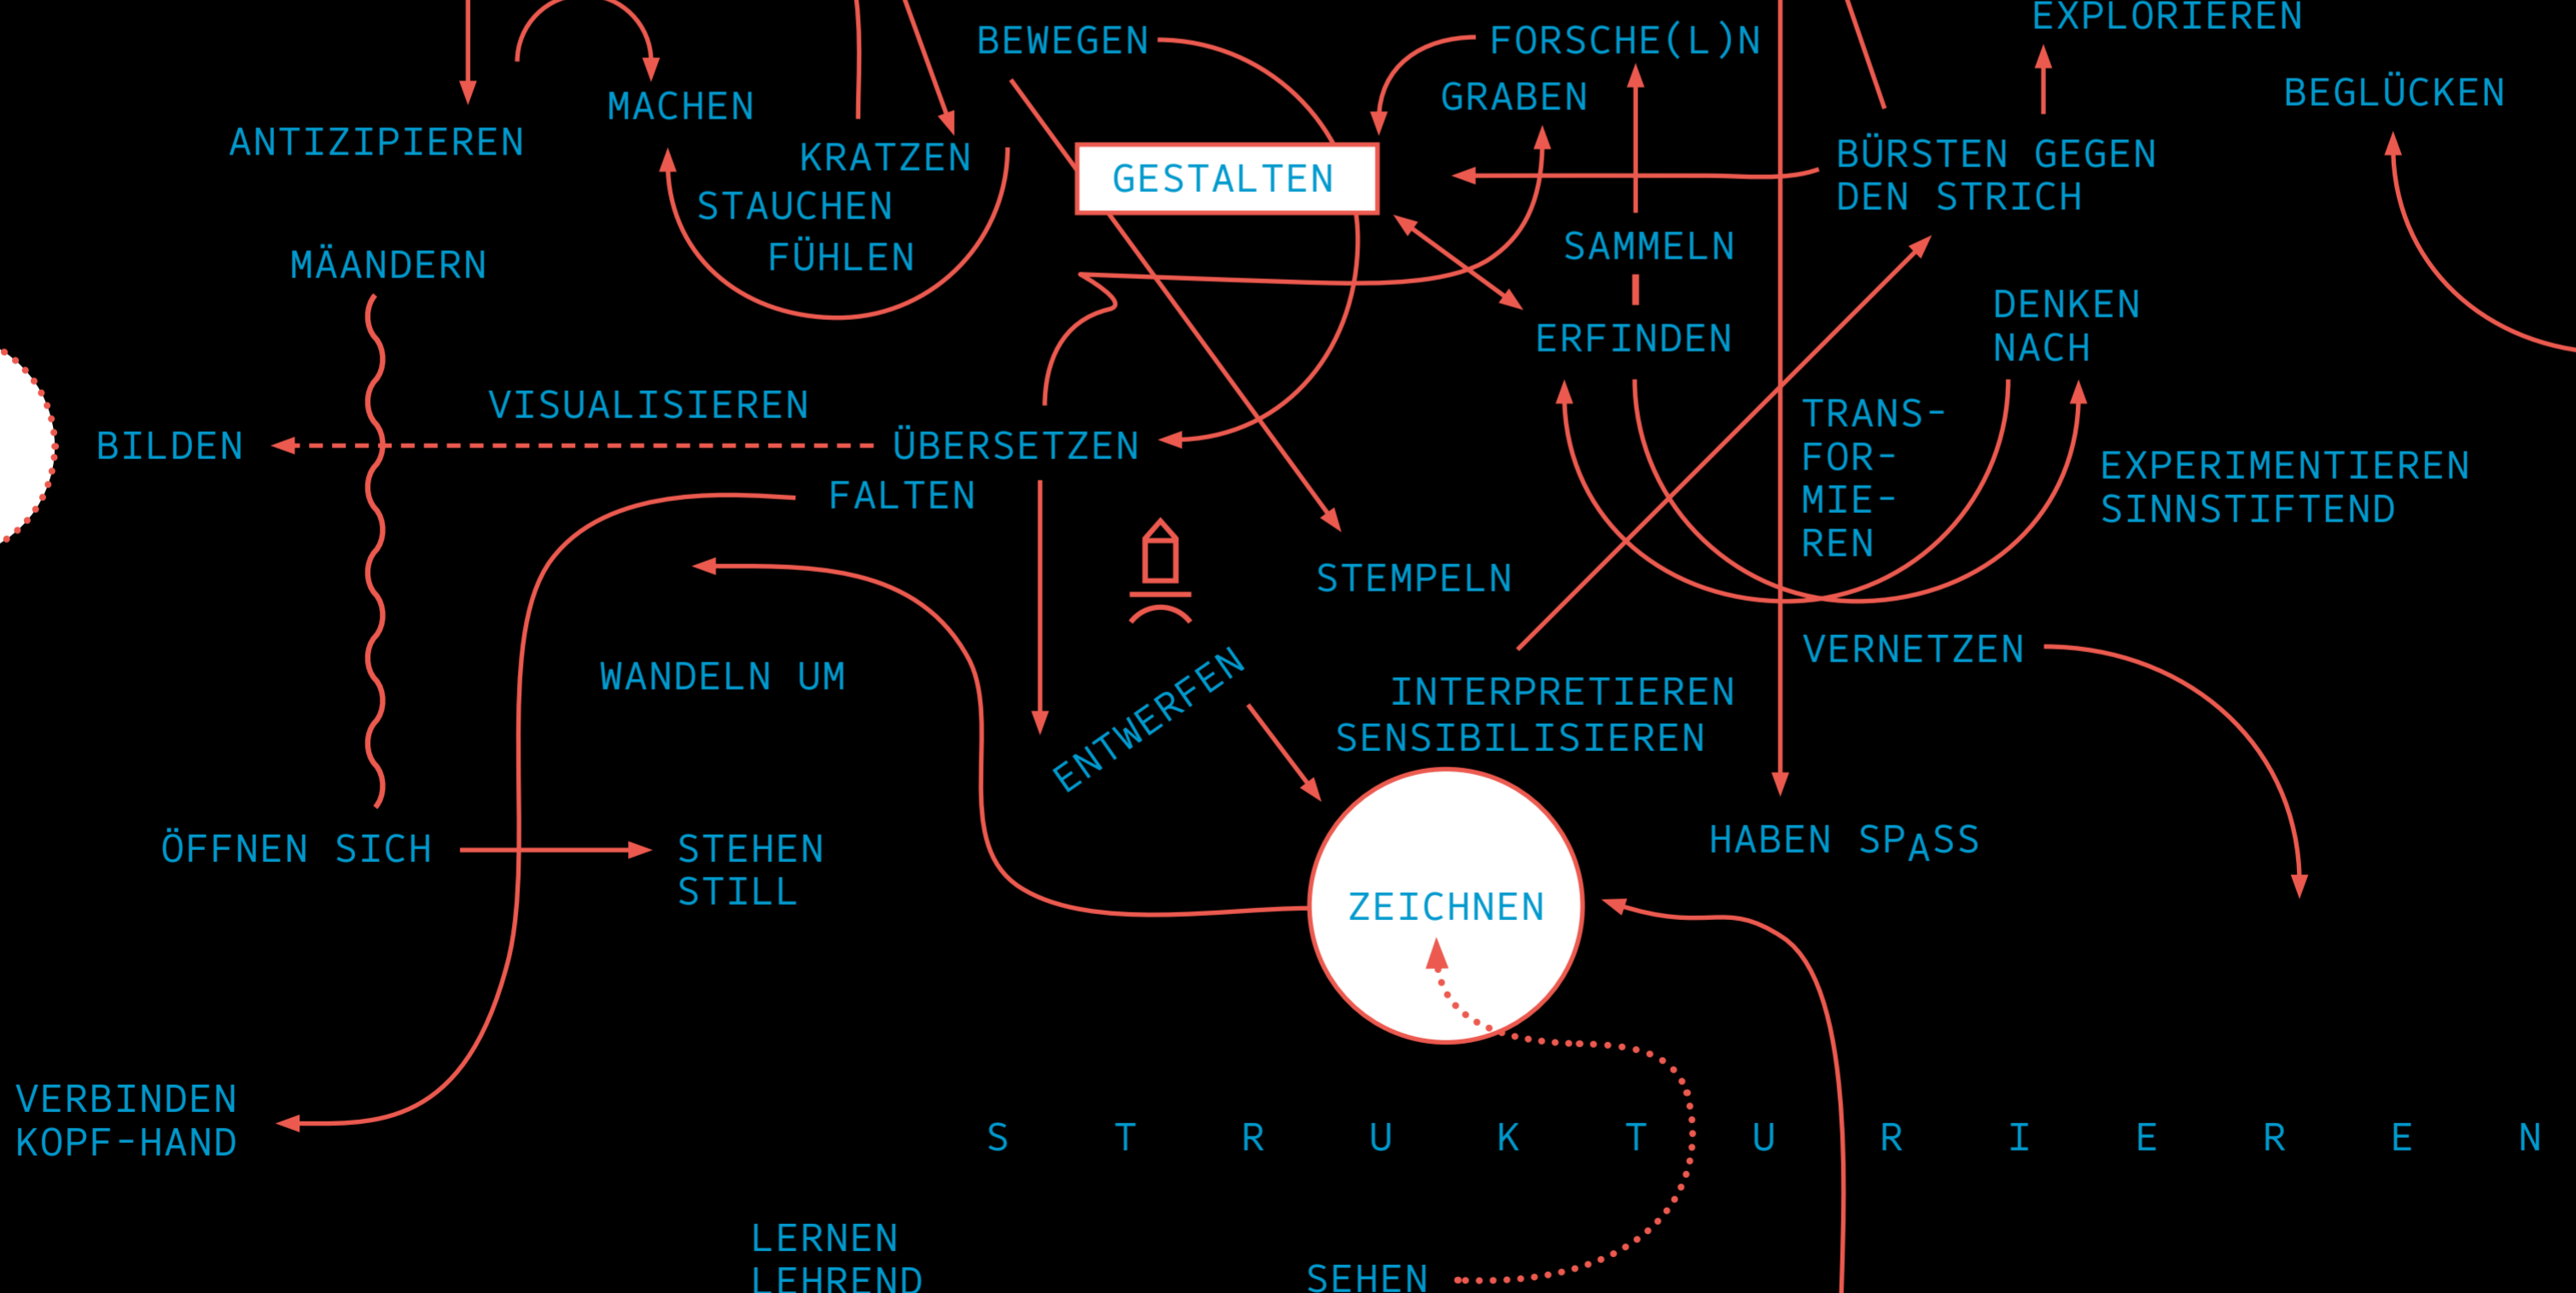 EXPLORIEREN
BEWEGEN
FORSCHE(L)N
GRABEN
BEGLÜCKEN
MACHEN
ANTIZIPIEREN
KRATZEN
STAUCHEN
FÜHLEN
GESTALTEN
BÜRSTEN GEGEN
DEN STRICH
MÄANDERN
SAMMELN
ERFINDEN
DENKEN
NACH
VISUALISIEREN
BILDEN
ÜBERSETZEN
FALTEN
TRANS-
FOR-
MIE-
REN
EXPERIMENTIEREN
SINNSTIFTEND
STEMPELN
WANDELN UM
ENTWERFEN
VERNETZEN
INTERPRETIEREN
SENSIBILISIEREN
ÖFFNEN SICH
STEHEN
STILL
HABEN SPASS
ZEICHNEN
VERBINDEN
KOPF-HAND
S T R U K T U R I E R E N
LERNEN
LEHREND
SEHEN